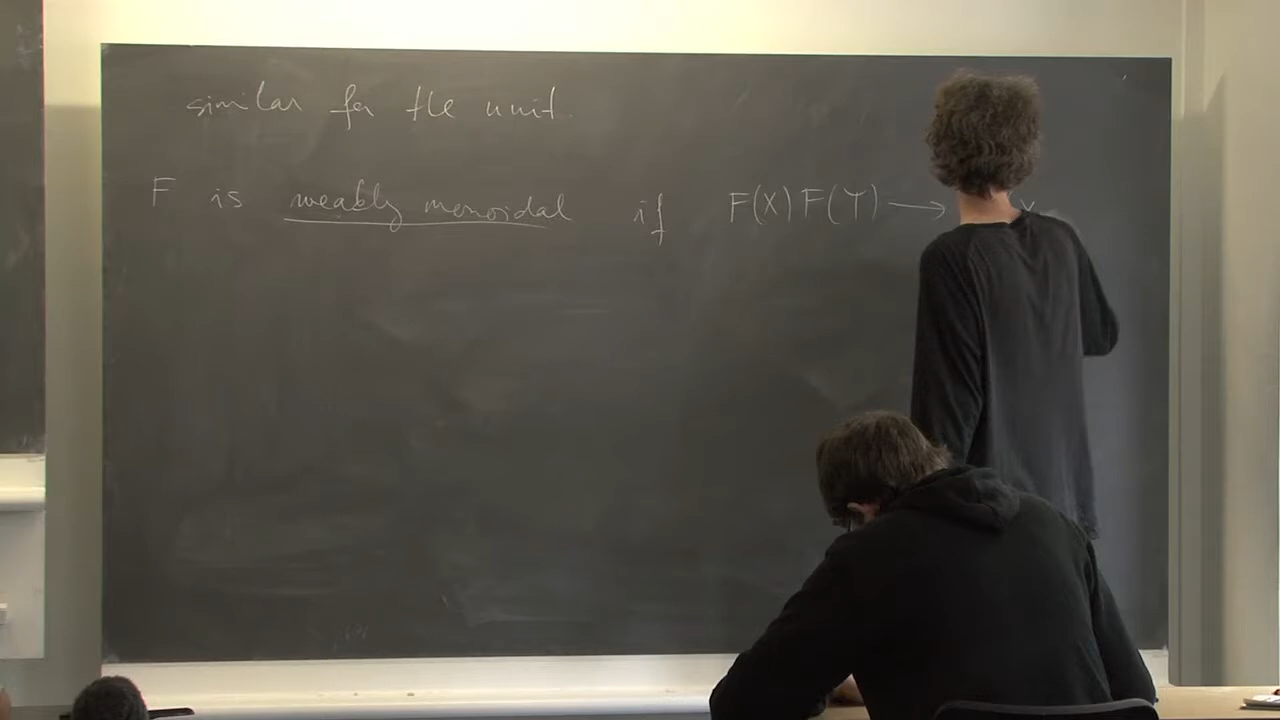 similar for the unit.
F is weakly monoidal if F(X) F(Y) ⟶ (X